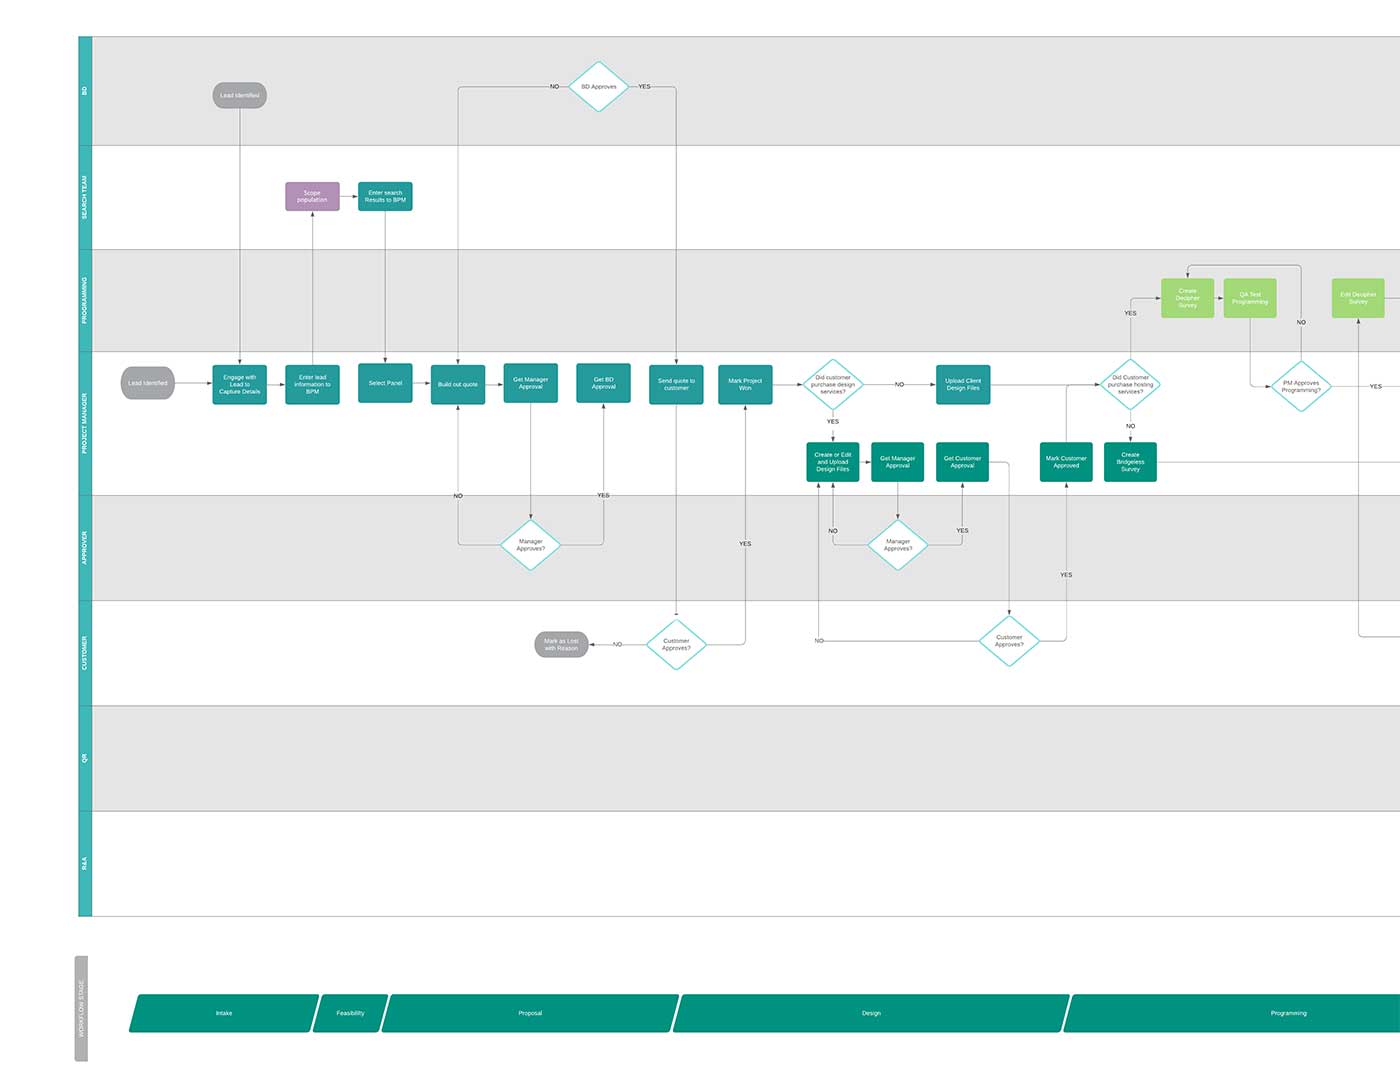 BD
Lead Identified
NO
BD Approves
YES
SEARCH TEAM
Scope
population
Enter search
Results to BPM
PROGRAMMING
YES
Create
Decipher
Survey
QA Test
Programming
NO
Edit Decipher
Survey
PROJECT MANAGER
Lead Identified
Engage with
Lead to
Capture Details
Enter lead
information to
BPM
Select Panel
Build out quote
Get Manager
Approval
Get BD
Approval
Send quote to
customer
Mark Project
Won
Did customer
purchase design
services?
NO
Upload Client
Design Files
Did Customer
purchase hosting
services?
PM Approves
Programming?
YES
YES
NO
Create or Edit
and Upload
Design Files
Get Manager
Approval
Get Customer
Approval
Mark Customer
Approved
Create
Bridgeless
Survey
APPROVER
NO
Manager
Approves?
YES
YES
NO
Manager
Approves?
YES
YES
CUSTOMER
Mark as Lost
with Reason
NO
Customer
Approves?
NO
Customer
Approves?
QR
R&A
WORKFLOW STAGE
Intake
Feasibility
Proposal
Design
Programming